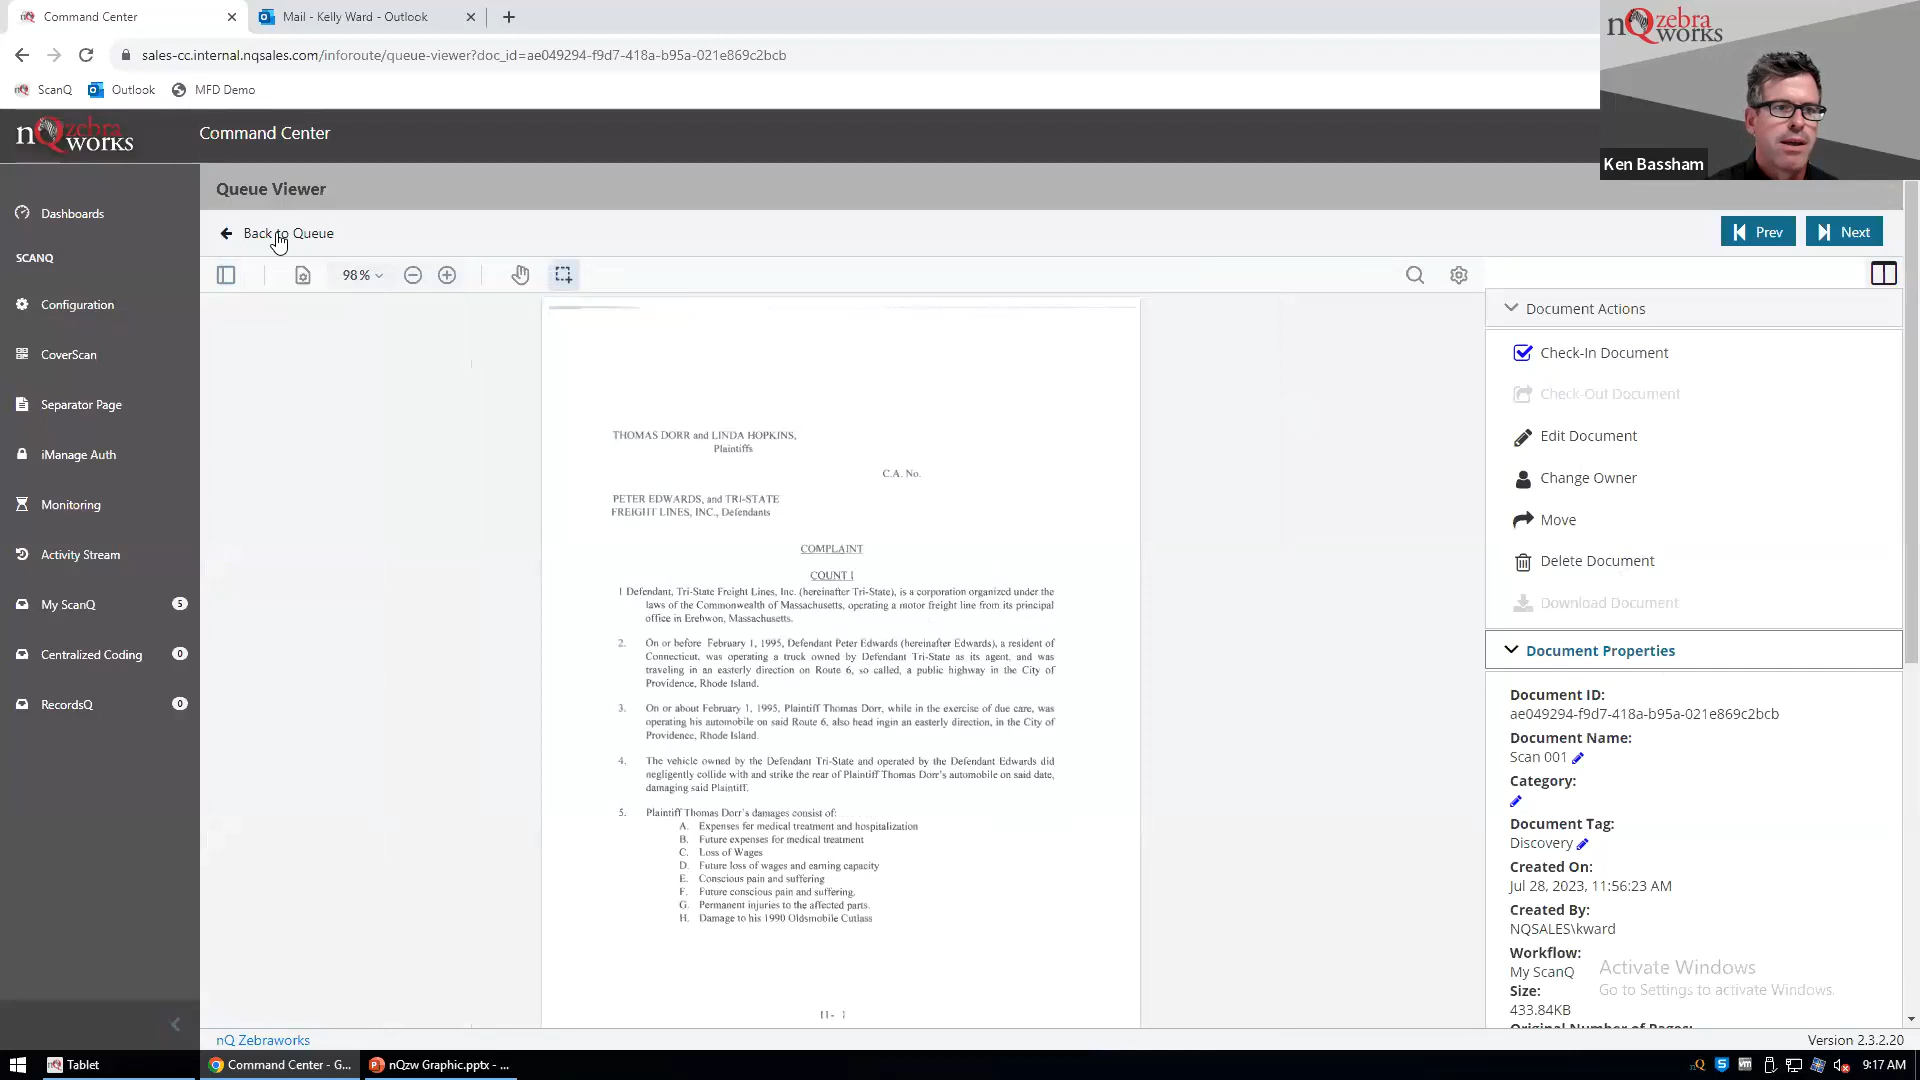 Command Center
Mail - Kelly Ward - Outlook
sales-cc.internal.nqsales.com/inforoute/queue-viewer?doc_id=ae049294-f9d7-418a-b95a-021e869c2bcb
ScanQ
Outlook
MFD Demo
nQ zebra works
Ken Bassham
nQ zebra works
Command Center
Queue Viewer
Back to Queue
Prev
Next
98%
Dashboards
SCANQ
Configuration
CoverScan
Separator Page
iManage Auth
Monitoring
Activity Stream
My ScanQ 5
Centralized Coding 0
RecordsQ 0
THOMAS DORR and LINDA HOPKINS,
Plaintiffs
C.A. No.
PETER EDWARDS, and TRI-STATE
FREIGHT LINES, INC., Defendants
COMPLAINT
COUNT I
1 Defendant, Tri-State Freight Lines, Inc. (hereinafter Tri-State), is a corporation organized under the
laws of the Commonwealth of Massachusetts, operating a motor freight line from its principal
office in Erehwon, Massachusetts.
2. On or before February 1, 1995, Defendant Peter Edwards (hereinafter Edwards), a resident of
Connecticut, was operating a truck owned by Defendant Tri-State as its agent, and was
traveling in an easterly direction on Route 6, so called, a public highway in the City of
Providence, Rhode Island.
3. On or about February 1, 1995, Plaintiff Thomas Dorr, while in the exercise of due care, was
operating his automobile on said Route 6, also head ingin an easterly direction, in the City of
Providence, Rhode Island.
4. The vehicle owned by the Defendant Tri-State and operated by the Defendant Edwards did
negligently collide with and strike the rear of Plaintiff Thomas Dorr's automobile on said date,
damaging said Plaintiff.
5. Plaintiff Thomas Dorr's damages consist of:
A. Expenses for medical treatment and hospitalization
B. Future expenses for medical treatment
C. Loss of Wages
D. Future loss of wages and earning capacity
E. Conscious pain and suffering
F. Future conscious pain and suffering.
G. Permanent injuries to the affected parts.
H. Damage to his 1990 Oldsmobile Cutlass
11- 1
Document Actions
Check-In Document
Check-Out Document
Edit Document
Change Owner
Move
Delete Document
Download Document
Document Properties
Document ID:
ae049294-f9d7-418a-b95a-021e869c2bcb
Document Name:
Scan 001
Category:
Document Tag:
Discovery
Created On:
Jul 28, 2023, 11:56:23 AM
Created By:
NQSALES\kward
Workflow:
My ScanQ
Size:
433.84KB
Original Number of Pages:
Activate Windows
Go to Settings to activate Windows.
nQ Zebraworks
Version 2.3.2.20
Tablet
Command Center - G...
nQzw Graphic.pptx - ...
9:17 AM